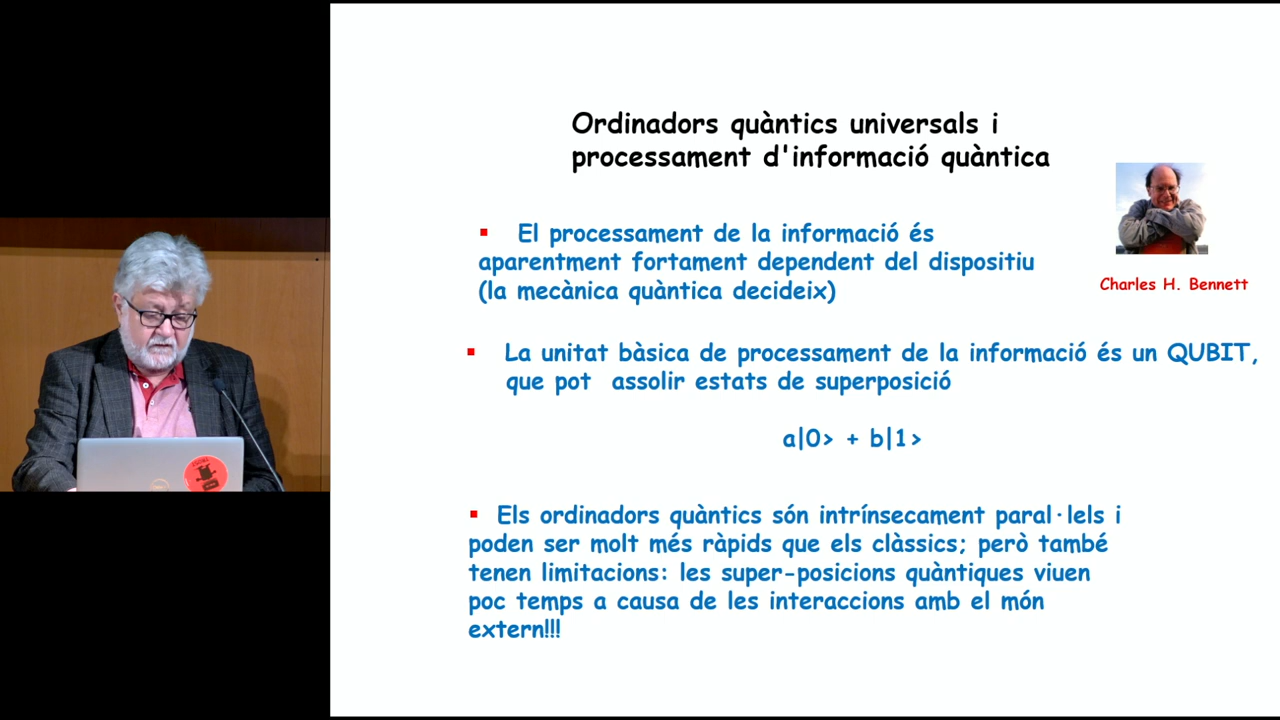 Ordinadors quàntics universals i
processament d'informació quàntica
▪ El processament de la informació és
aparentment fortament dependent del dispositiu
(la mecànica quàntica decideix)
Charles H. Bennett
▪ La unitat bàsica de processament de la informació és un QUBIT,
que pot assolir estats de superposició
a|0> + b|1>
▪ Els ordinadors quàntics són intrínsecament paral·lels i
poden ser molt més ràpids que els clàssics; però també
tenen limitacions: les super-posicions quàntiques viuen
poc temps a causa de les interaccions amb el món
extern!!!